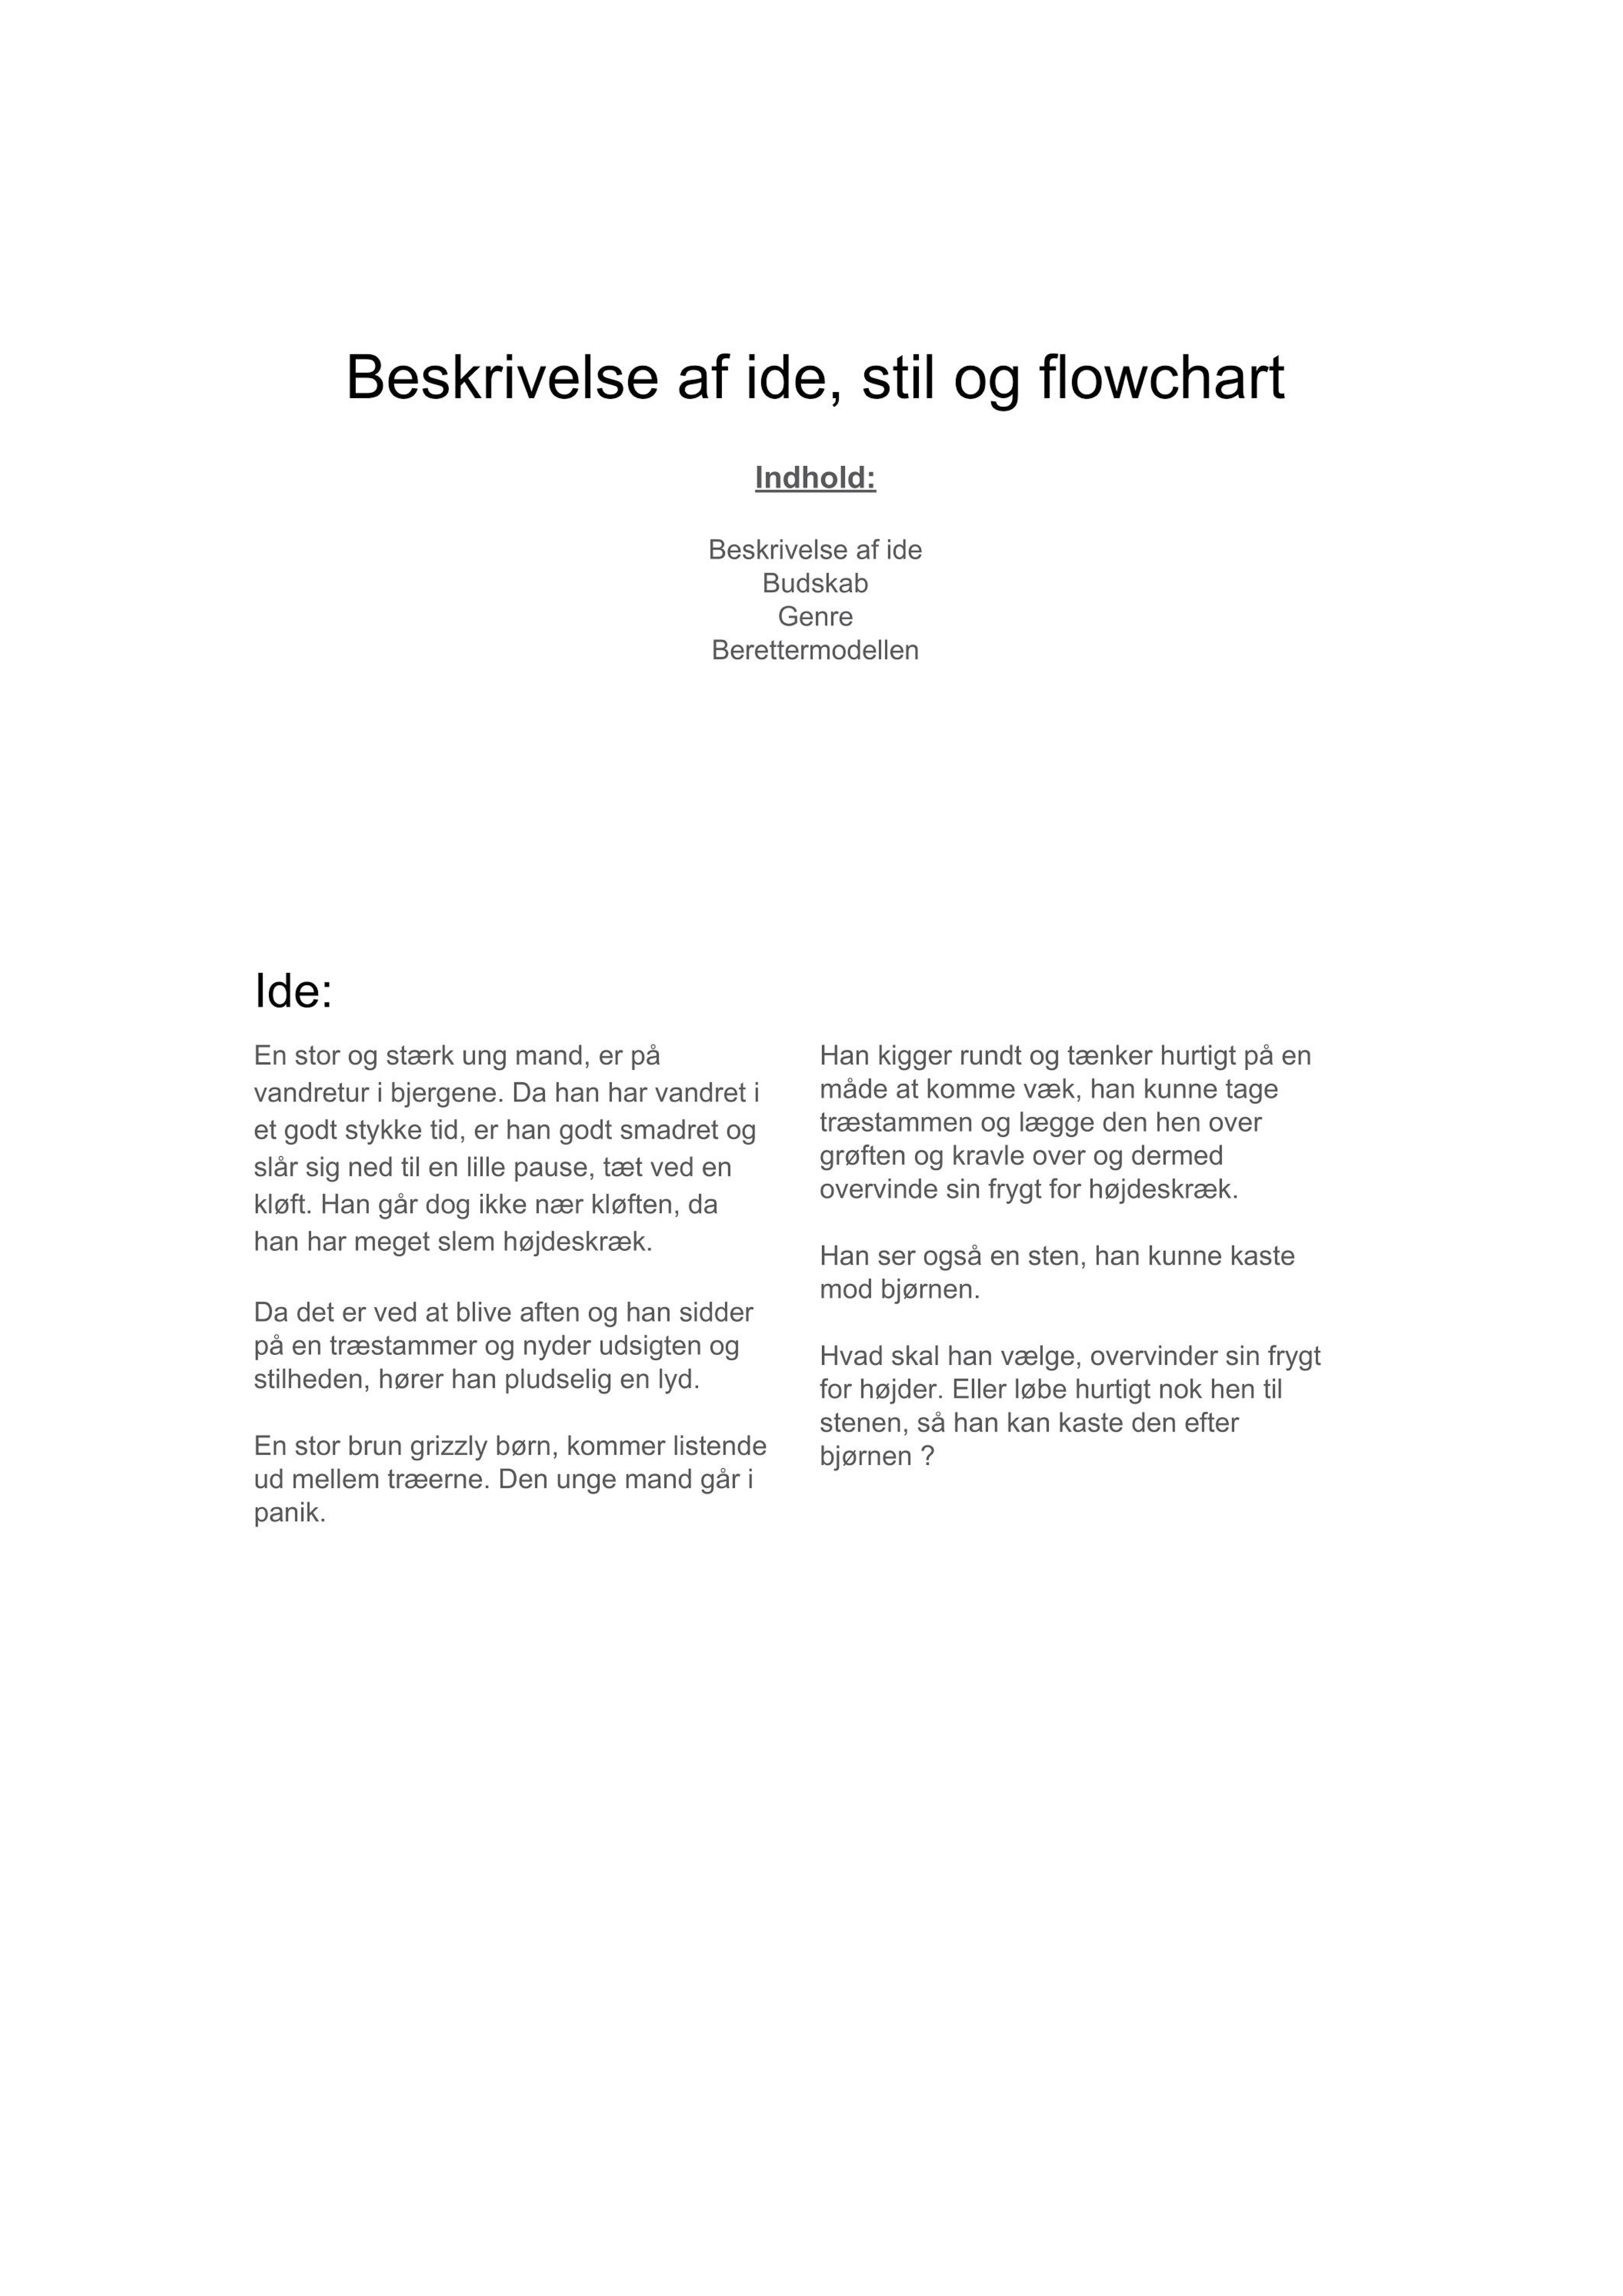 Beskrivelse af ide, stil og flowchart
Indhold:
Beskrivelse af ide
Budskab
Genre
Berettermodellen
Ide:
En stor og stærk ung mand, er på
vandretur i bjergene. Da han har vandret i
et godt stykke tid, er han godt smadret og
slår sig ned til en lille pause, tæt ved en
kløft. Han går dog ikke nær kløften, da
han har meget slem højdeskræk.
Da det er ved at blive aften og han sidder
på en træstammer og nyder udsigten og
stilheden, hører han pludselig en lyd.
En stor brun grizzly børn, kommer listende
ud mellem træerne. Den unge mand går i
panik.
Han kigger rundt og tænker hurtigt på en
måde at komme væk, han kunne tage
træstammen og lægge den hen over
grøften og kravle over og dermed
overvinde sin frygt for højdeskræk.
Han ser også en sten, han kunne kaste
mod bjørnen.
Hvad skal han vælge, overvinder sin frygt
for højder. Eller løbe hurtigt nok hen til
stenen, så han kan kaste den efter
bjørnen ?